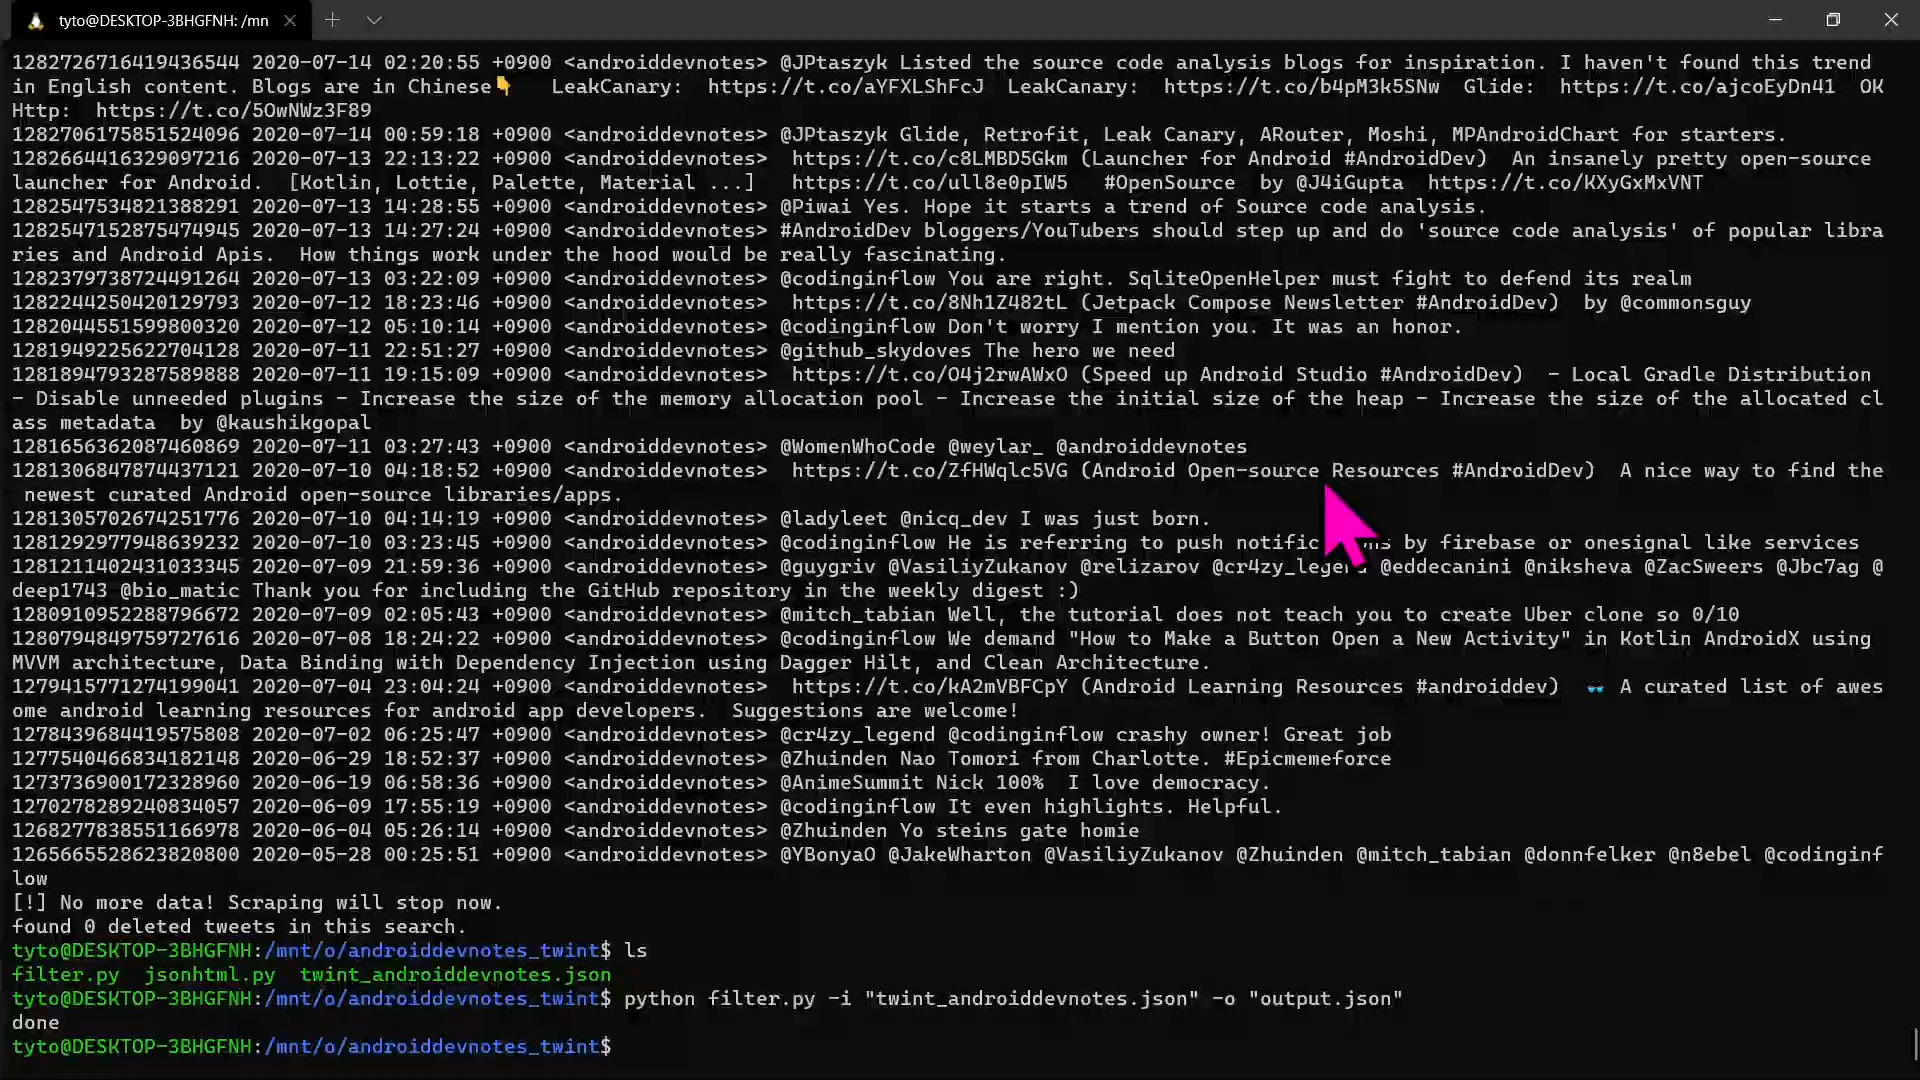 tyto@DESKTOP-3BHGFNH: /mn
1282726716419436544 2020-07-14 02:20:55 +0900 <androiddevnotes> @JPtaszyk Listed the source code analysis blogs for inspiration. I haven't found this trend
in English content. Blogs are in Chinese👇 LeakCanary: https://t.co/aYFXLShFcJ LeakCanary: https://t.co/b4pM3k5SNw Glide: https://t.co/ajcoEyDn41 OK
Http: https://t.co/5OwNWz3F89
1282706175851524096 2020-07-14 00:59:18 +0900 <androiddevnotes> @JPtaszyk Glide, Retrofit, Leak Canary, ARouter, Moshi, MPAndroidChart for starters.
1282664416329097216 2020-07-13 22:13:22 +0900 <androiddevnotes> https://t.co/c8LMBD5Gkm (Launcher for Android #AndroidDev) An insanely pretty open-source
launcher for Android. [Kotlin, Lottie, Palette, Material ...] https://t.co/ull8e0pIW5 #OpenSource by @J4iGupta https://t.co/KXyGxMxVNT
1282547534821388291 2020-07-13 14:28:55 +0900 <androiddevnotes> @Piwai Yes. Hope it starts a trend of Source code analysis.
1282547152875474945 2020-07-13 14:27:24 +0900 <androiddevnotes> #AndroidDev bloggers/YouTubers should step up and do 'source code analysis' of popular libra
ries and Android Apis. How things work under the hood would be really fascinating.
1282379738724491264 2020-07-13 03:22:09 +0900 <androiddevnotes> @codinginflow You are right. SqliteOpenHelper must fight to defend its realm
1282244250420129793 2020-07-12 18:23:46 +0900 <androiddevnotes> https://t.co/8Nh1Z482tL (Jetpack Compose Newsletter #AndroidDev) by @commonsguy
1282044551599800320 2020-07-12 05:10:14 +0900 <androiddevnotes> @codinginflow Don't worry I mention you. It was an honor.
1281949225622704128 2020-07-11 22:51:27 +0900 <androiddevnotes> @github_skydoves The hero we need
1281894793287589888 2020-07-11 19:15:09 +0900 <androiddevnotes> https://t.co/O4j2rwAWxO (Speed up Android Studio #AndroidDev) - Local Gradle Distribution
- Disable unneeded plugins - Increase the size of the memory allocation pool - Increase the initial size of the heap - Increase the size of the allocated cl
ass metadata by @kaushikgopal
1281656362087460869 2020-07-11 03:27:43 +0900 <androiddevnotes> @WomenWhoCode @weylar_ @androiddevnotes
1281306847874437121 2020-07-10 04:18:52 +0900 <androiddevnotes> https://t.co/ZfHWqlc5VG (Android Open-source Resources #AndroidDev) A nice way to find the
newest curated Android open-source libraries/apps.
1281305702674251776 2020-07-10 04:14:19 +0900 <androiddevnotes> @ladyleet @nicq_dev I was just born.
1281292977948639232 2020-07-10 03:23:45 +0900 <androiddevnotes> @codinginflow He is referring to push by firebase or onesignal like services
1281211402431033345 2020-07-09 21:59:36 +0900 <androiddevnotes> @guygriv @VasiliyZukanov @relizarov @cr4zy_legend @eddecanini @niksheva @ZacSweers @Jbc7ag @
deep1743 @bio_matic Thank you for including the GitHub repository in the weekly digest :)
1280910952288796672 2020-07-09 02:05:43 +0900 <androiddevnotes> @mitch_tabian Well, the tutorial does not teach you to create Uber clone so 0/10
1280794849759727616 2020-07-08 18:24:22 +0900 <androiddevnotes> @codinginflow We demand "How to Make a Button Open a New Activity" in Kotlin AndroidX using
MVVM architecture, Data Binding with Dependency Injection using Dagger Hilt, and Clean Architecture.
1279415771274199041 2020-07-04 23:04:24 +0900 <androiddevnotes> https://t.co/kA2mVBFCpY (Android Learning Resources #androiddev) 🕶 A curated list of awes
ome android learning resources for android app developers. Suggestions are welcome!
1278439684419575808 2020-07-02 06:25:47 +0900 <androiddevnotes> @cr4zy_legend @codinginflow crashy owner! Great job
1277540466834182148 2020-06-29 18:52:37 +0900 <androiddevnotes> @Zhuinden Nao Tomori from Charlotte. #Epicmemeforce
1273736900172328960 2020-06-19 06:58:36 +0900 <androiddevnotes> @AnimeSummit Nick 100% I love democracy.
1270278289240834057 2020-06-09 17:55:19 +0900 <androiddevnotes> @codinginflow It even highlights. Helpful.
1268277838551166978 2020-06-04 05:26:14 +0900 <androiddevnotes> @Zhuinden Yo steins gate homie
1265665528623820800 2020-05-28 00:25:51 +0900 <androiddevnotes> @YBonyaO @JakeWharton @VasiliyZukanov @Zhuinden @mitch_tabian @donnfelker @n8ebel @codinginf
low
[!] No more data! Scraping will stop now.
found 0 deleted tweets in this search.
tyto@DESKTOP-3BHGFNH:/mnt/o/androiddevnotes_twint$ ls
filter.py jsonhtml.py twint_androiddevnotes.json
tyto@DESKTOP-3BHGFNH:/mnt/o/androiddevnotes_twint$ python filter.py -i "twint_androiddevnotes.json" -o "output.json"
done
tyto@DESKTOP-3BHGFNH:/mnt/o/androiddevnotes_twint$